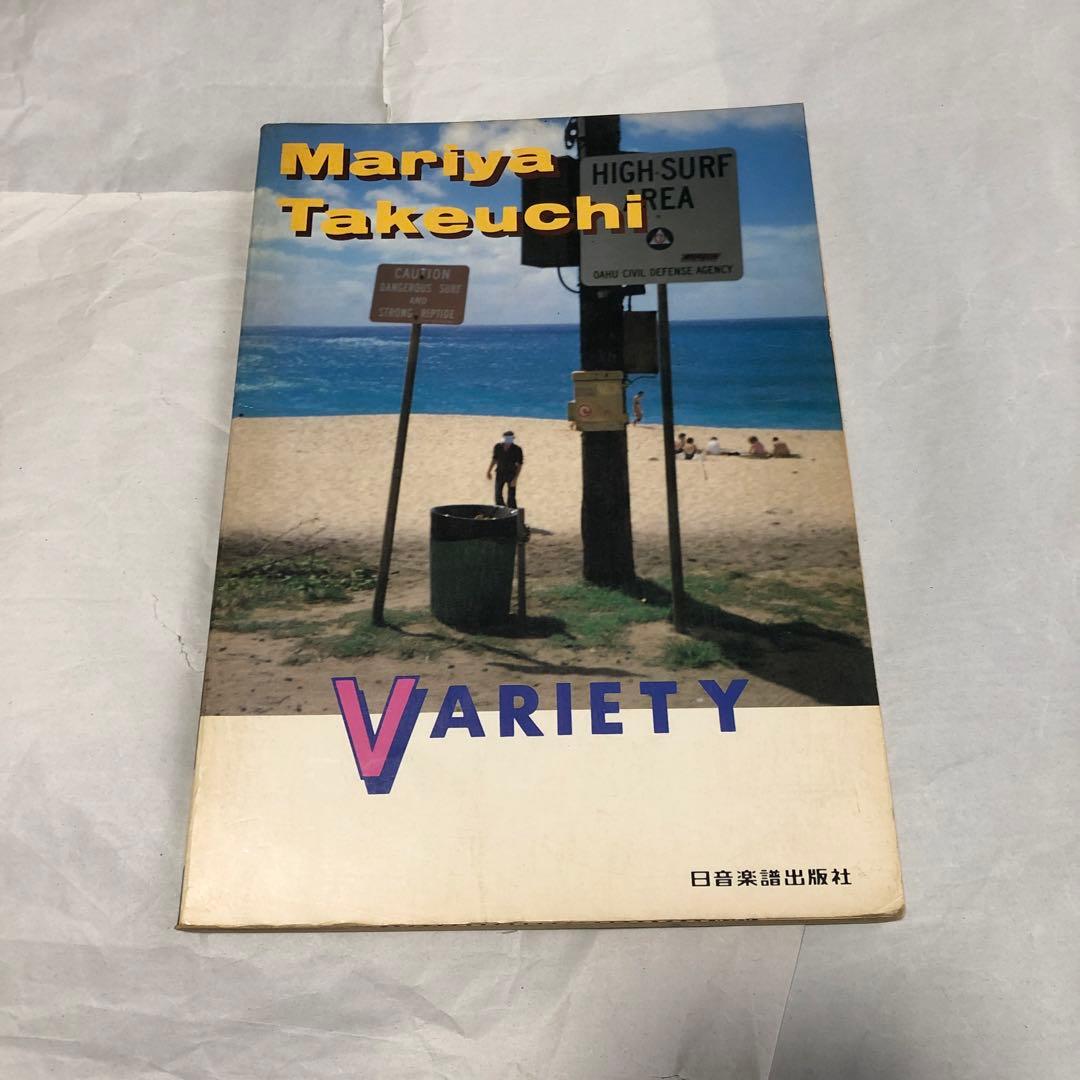 Mariya
Takeuchi
HIGH-SURF
AREA
OAHU CIVIL DEFENSE AGENCY
CAUTION
DANGEROUS SURF
AND
STRONG RIPTIDE
VARIETY
日音楽譜出版社